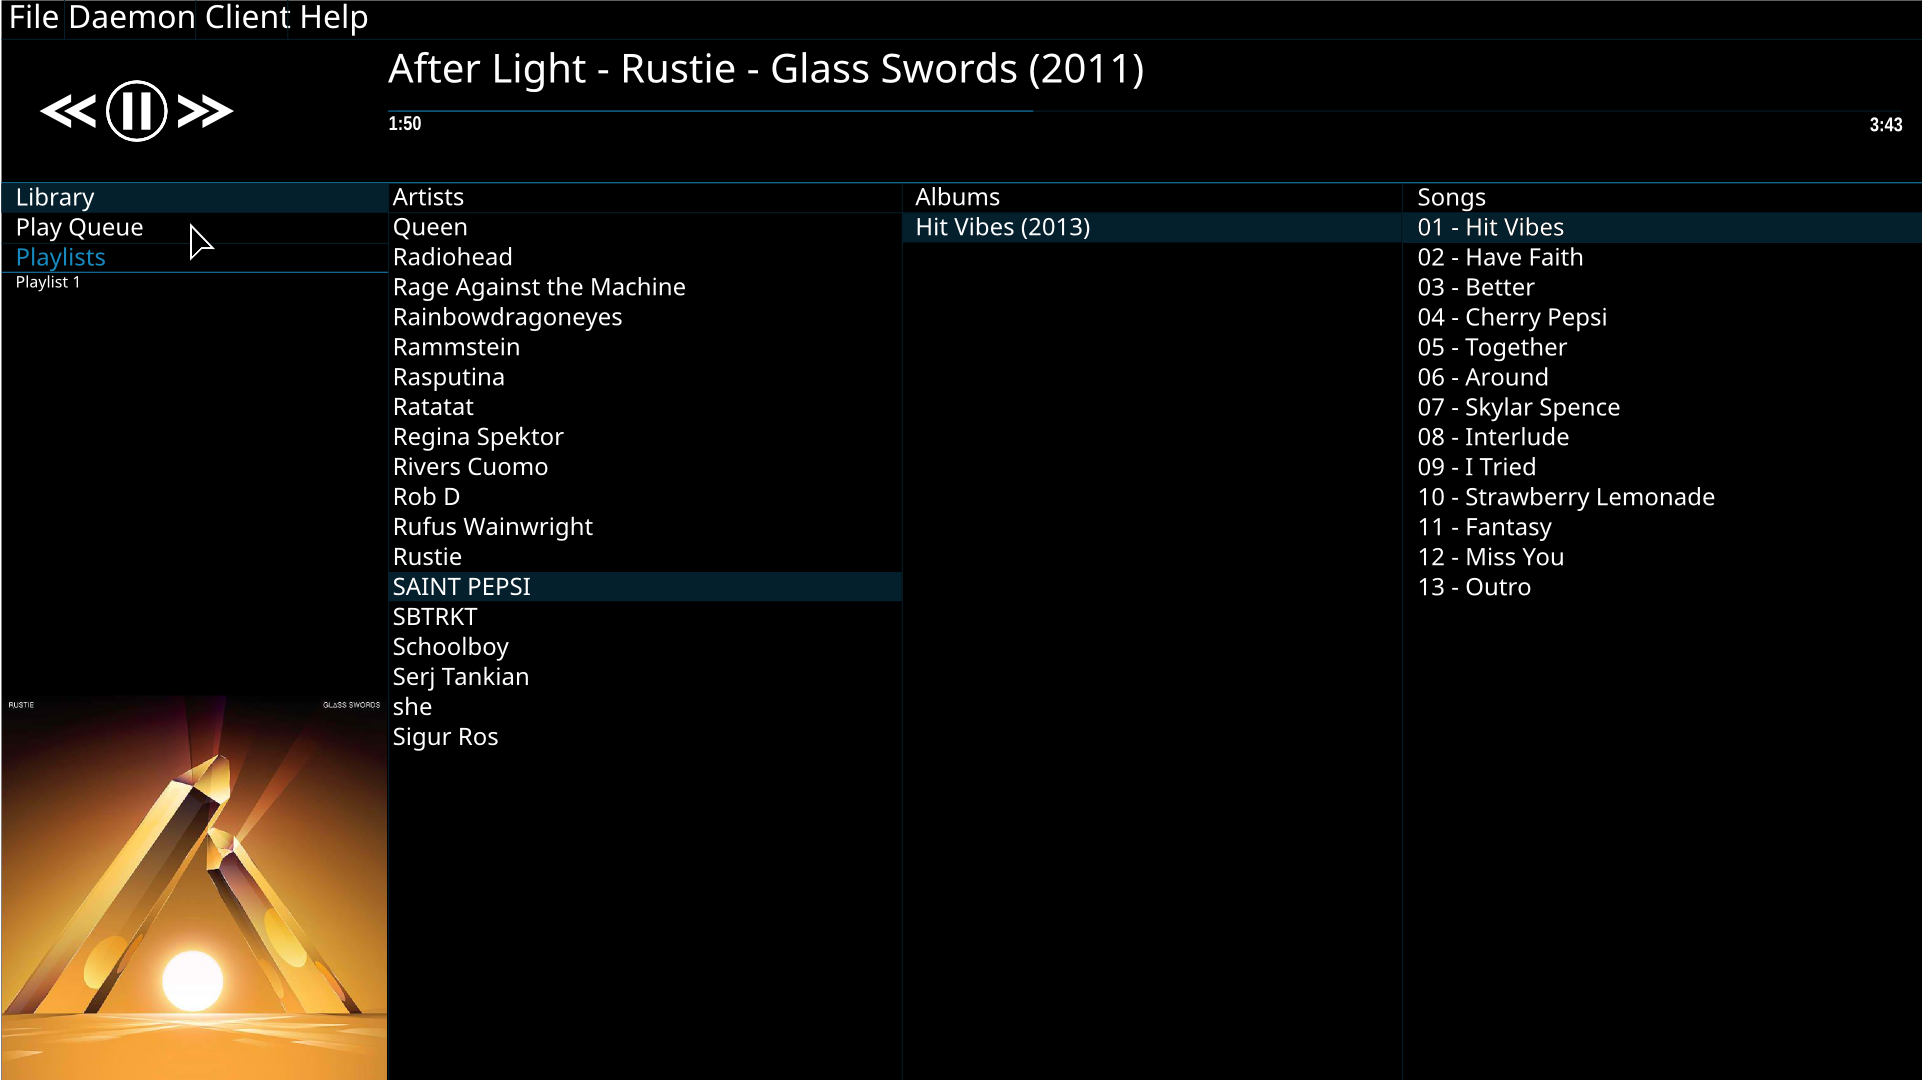 File Daemon Client Help
After Light - Rustie - Glass Swords (2011)
1:50
3:43
Library
Play Queue
Playlists
Playlist 1
RUSTIE
GLASS SWORDS
Artists
Queen
Radiohead
Rage Against the Machine
Rainbowdragoneyes
Rammstein
Rasputina
Ratatat
Regina Spektor
Rivers Cuomo
Rob D
Rufus Wainwright
Rustie
SAINT PEPSI
SBTRKT
Schoolboy
Serj Tankian
she
Sigur Ros
Albums
Hit Vibes (2013)
Songs
01 - Hit Vibes
02 - Have Faith
03 - Better
04 - Cherry Pepsi
05 - Together
06 - Around
07 - Skylar Spence
08 - Interlude
09 - I Tried
10 - Strawberry Lemonade
11 - Fantasy
12 - Miss You
13 - Outro